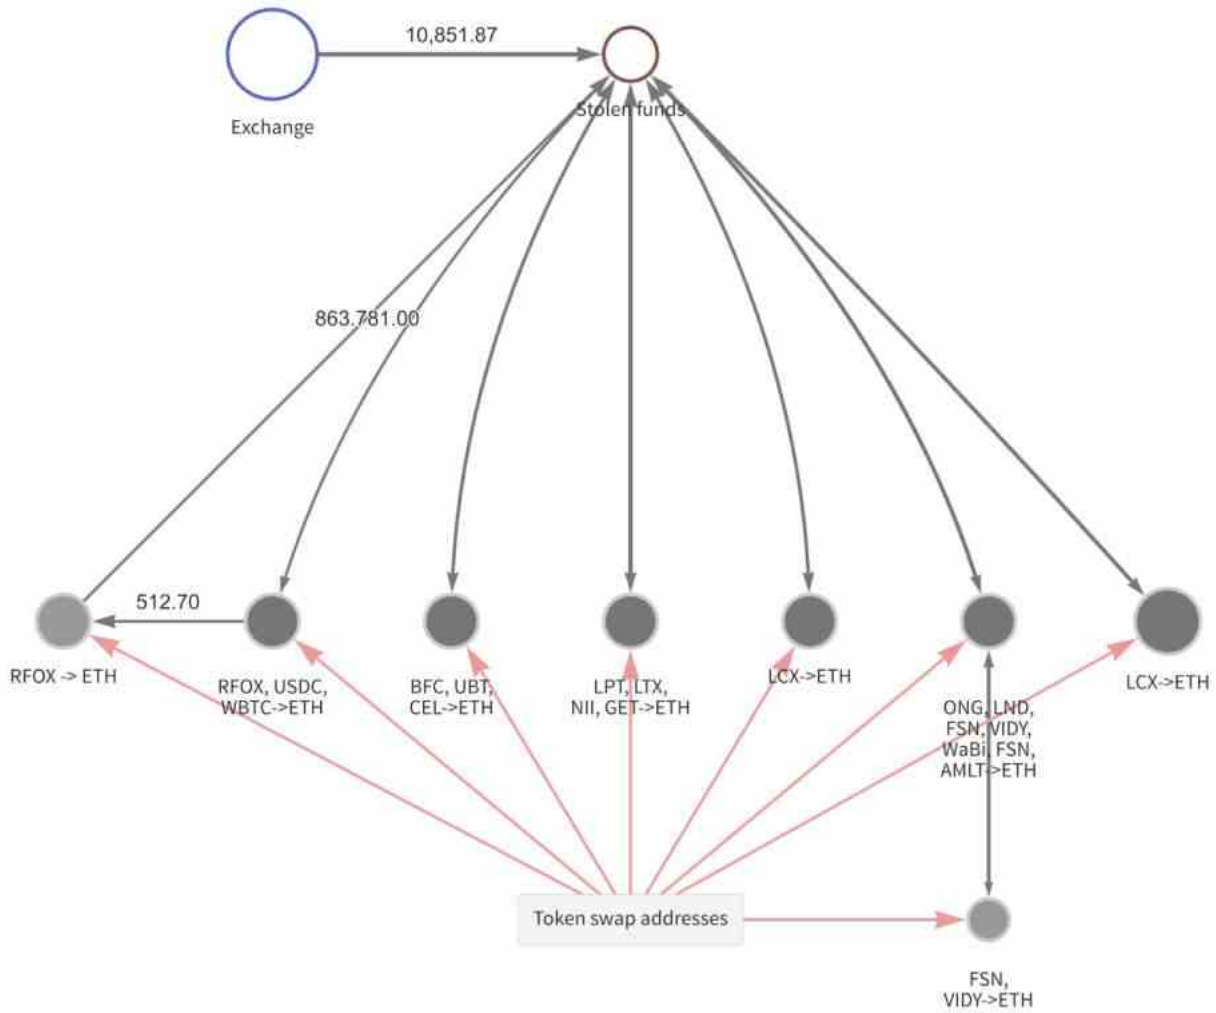 10,851.87
Exchange
Stolen funds
863.781.00
512.70
RFOX -> ETH
RFOX, USDC,
WBTC->ETH
BFC, UBT,
CEL->ETH
LPT, LTX,
NII, GET->ETH
LCX->ETH
ONG, LND,
FSN, VIDY,
WaBi, FSN,
AMLT->ETH
LCX->ETH
Token swap addresses
FSN,
VIDY->ETH